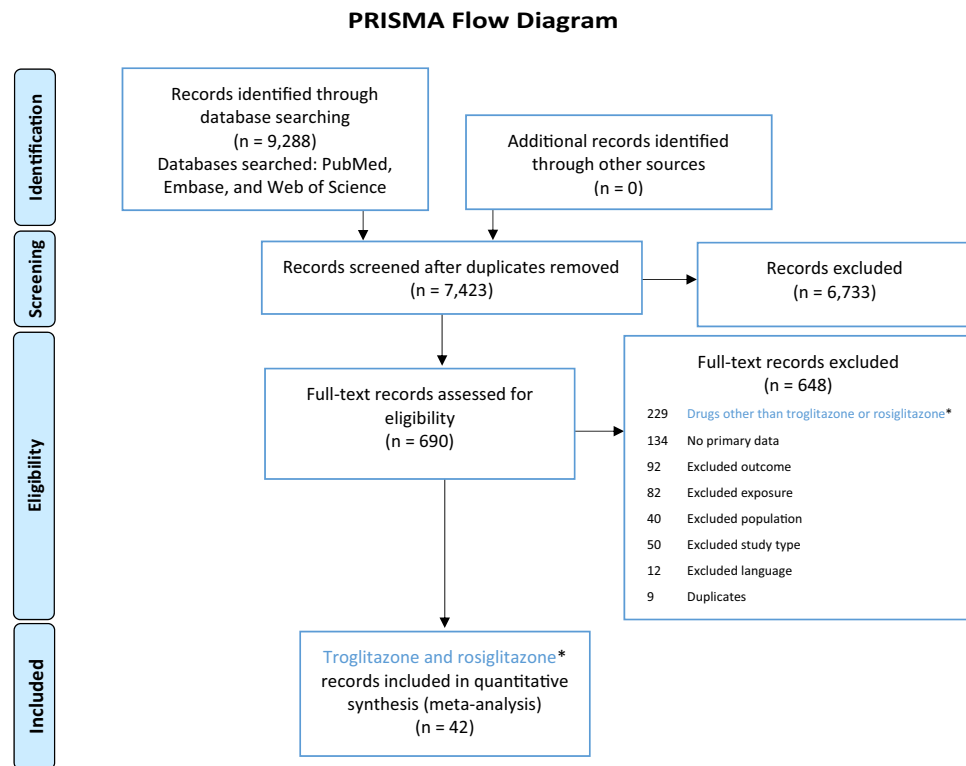 PRISMA Flow Diagram
Identification
Records identified through
database searching
(n = 9,288)
Databases searched: PubMed,
Embase, and Web of Science
Additional records identified
through other sources
(n = 0)
Screening
Records screened after duplicates removed
(n = 7,423)
Records excluded
(n = 6,733)
Eligibility
Full-text records assessed for
eligibility
(n = 690)
Full-text records excluded
(n = 648)
229 Drugs other than troglitazone or rosiglitazone*
134 No primary data
92 Excluded outcome
82 Excluded exposure
40 Excluded population
50 Excluded study type
12 Excluded language
9 Duplicates
Included
Troglitazone and rosiglitazone*
records included in quantitative
synthesis (meta-analysis)
(n = 42)